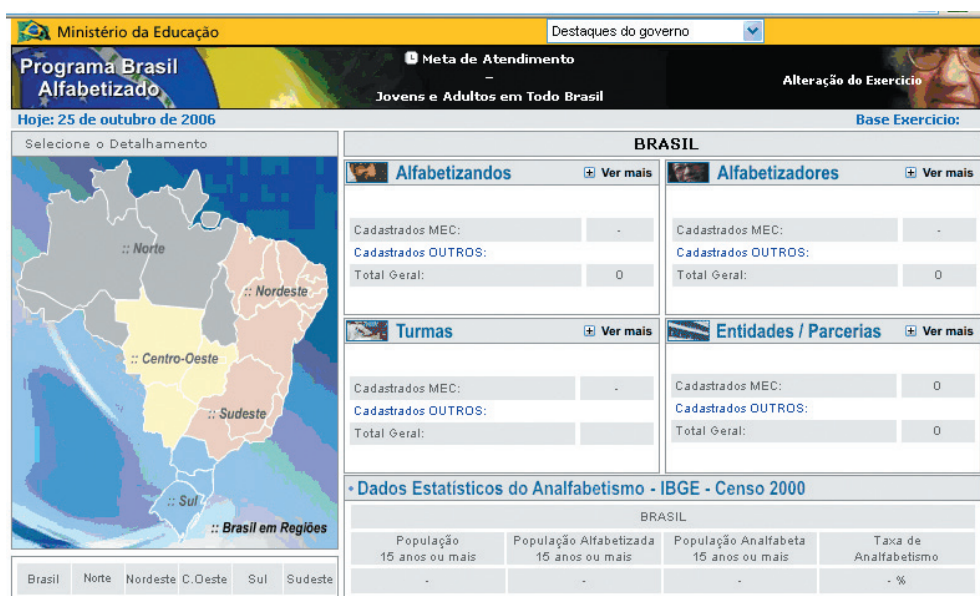 Ministério da Educação
Destaques do governo
Programa Brasil
Alfabetizado
Meta de Atendimento
–
Jovens e Adultos em Todo Brasil
Alteração do Exercicio
Hoje: 25 de outubro de 2006
Base Exercicio:
Selecione o Detalhamento
:: Norte
:: Nordeste
:: Centro-Oeste
:: Sudeste
:: Sul
:: Brasil em Regiões
Brasil Norte Nordeste C.Oeste Sul Sudeste
BRASIL
Alfabetizandos Ver mais
Cadastrados MEC: -
Cadastrados OUTROS:
Total Geral: 0
Alfabetizadores Ver mais
Cadastrados MEC: -
Cadastrados OUTROS:
Total Geral: 0
Turmas Ver mais
Cadastrados MEC: -
Cadastrados OUTROS:
Total Geral:
Entidades / Parcerias Ver mais
Cadastrados MEC: 0
Cadastrados OUTROS:
Total Geral: 0
Dados Estatísticos do Analfabetismo - IBGE - Censo 2000
BRASIL
População
15 anos ou mais
População Alfabetizada
15 anos ou mais
População Analfabeta
15 anos ou mais
Taxa de
Analfabetismo
- - - - %